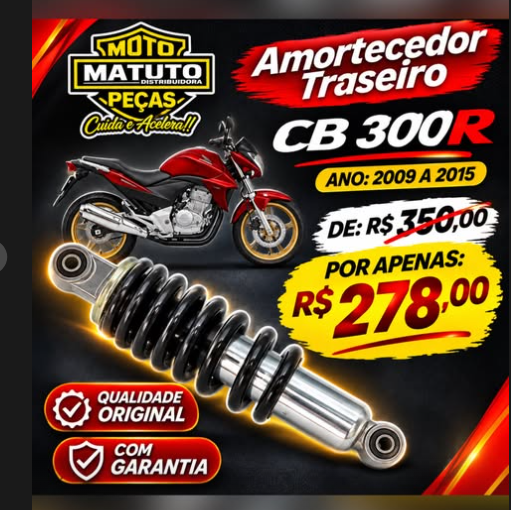 MOTO
MATUTO
DISTRIBUIDORA
PEÇAS
Cuida e Acelera!!
Amortecedor
Traseiro
CB 300R
ANO: 2009 A 2015
DE: R$ 350,00
POR APENAS:
R$ 278,00
QUALIDADE
ORIGINAL
COM
GARANTIA